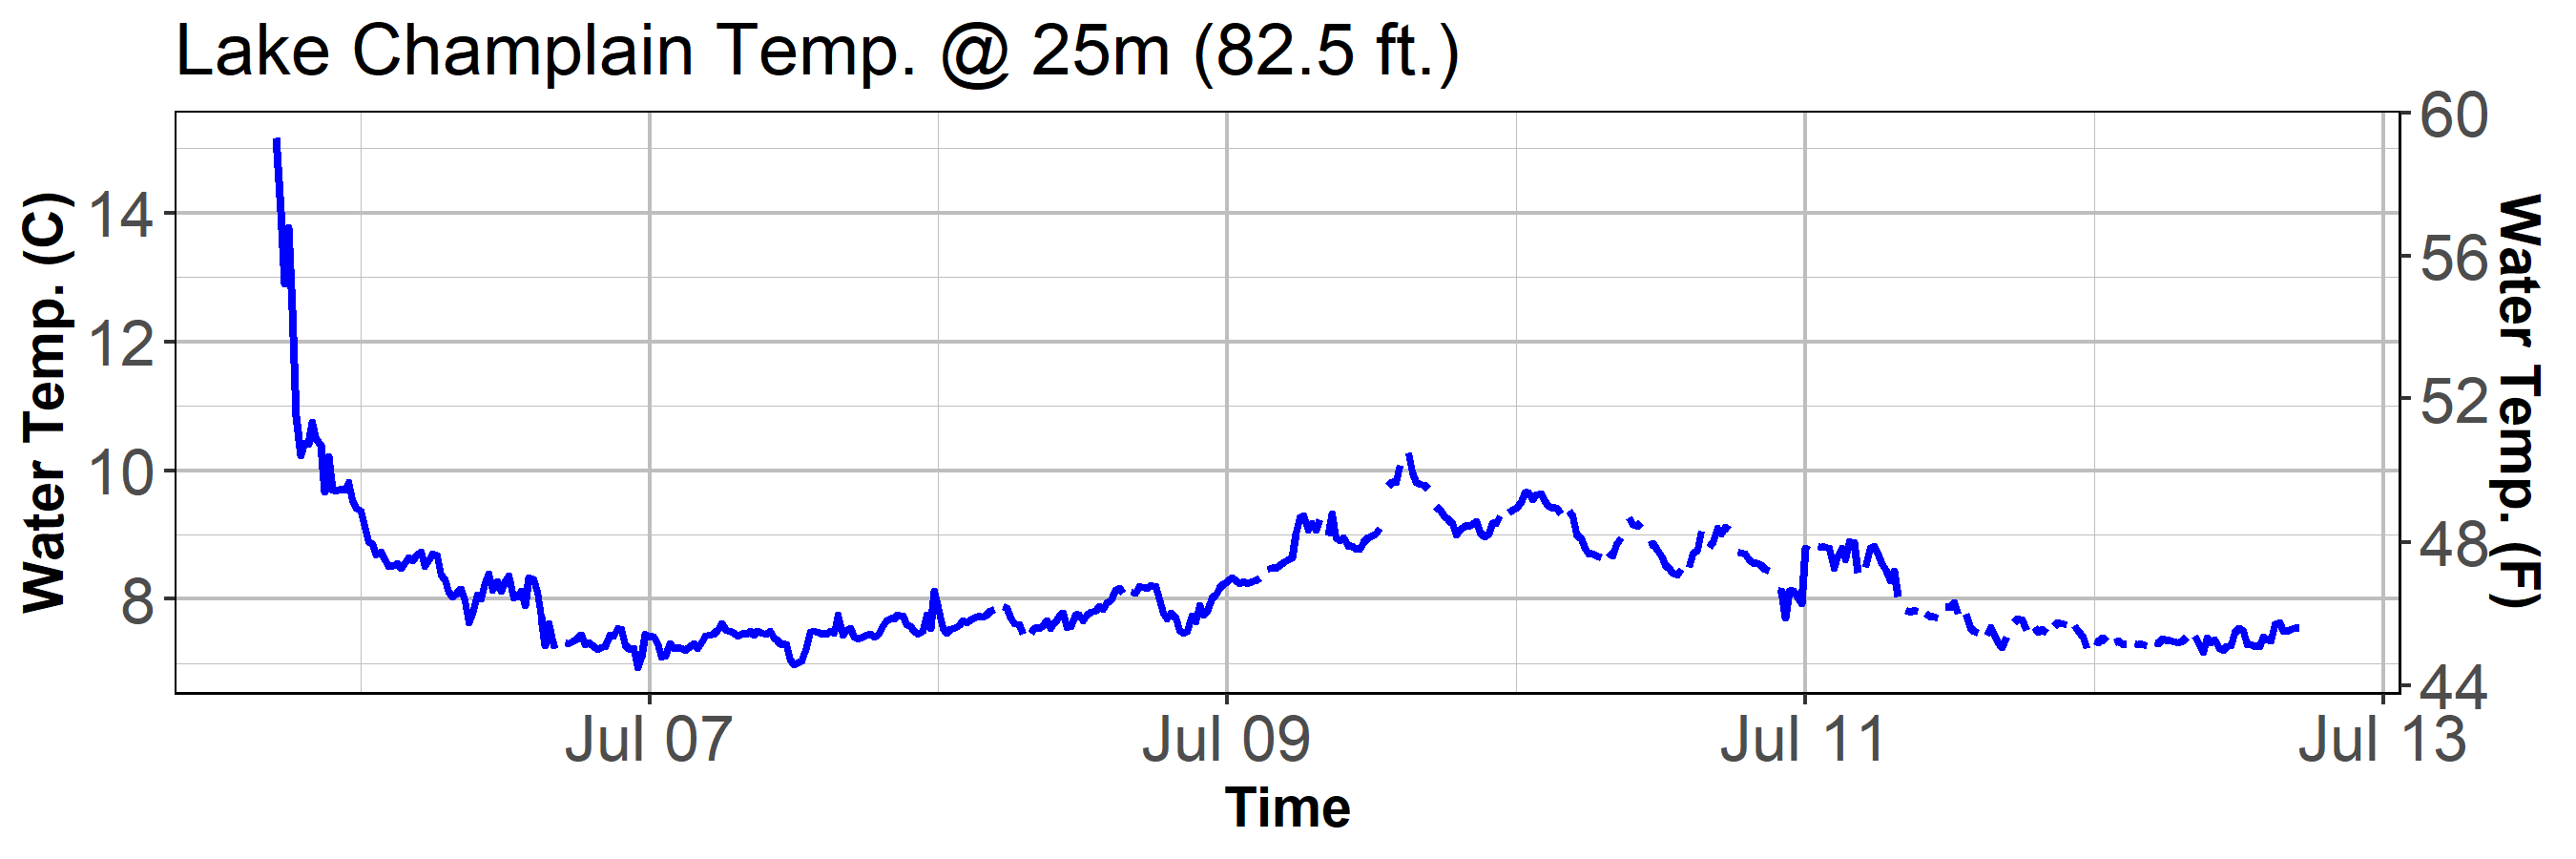 Lake Champlain Temp. @ 25m (82.5 ft.)
Water Temp. (C)
14
12
10
8
60
56
52
48
44
Water Temp. (F)
Jul 07 Jul 09 Jul 11 Jul 13
Time